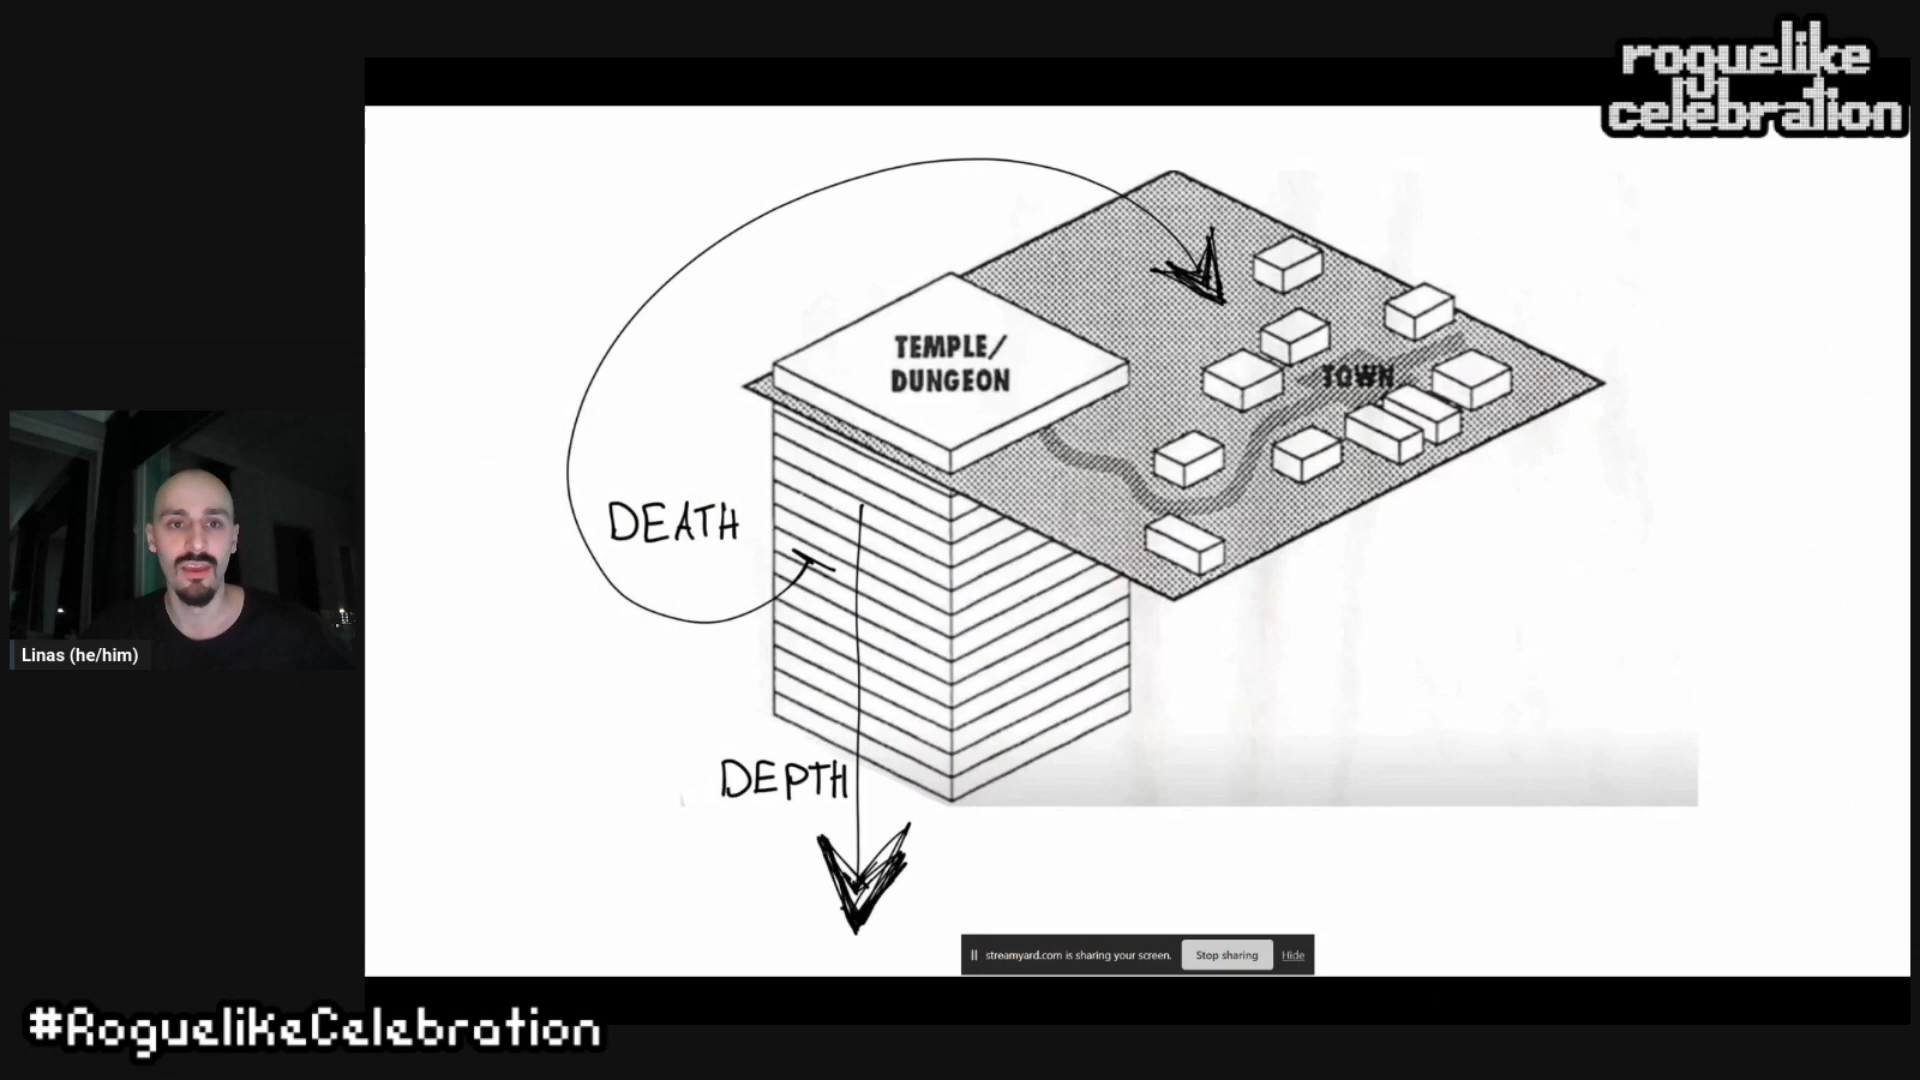 roguelike
celebration
TEMPLE/
DUNGEON
TOWN
DEATH
Linas (he/him)
DEPTH
streamyard.com is sharing your screen.
Stop sharing
Hide
#RoguelikeCelebration